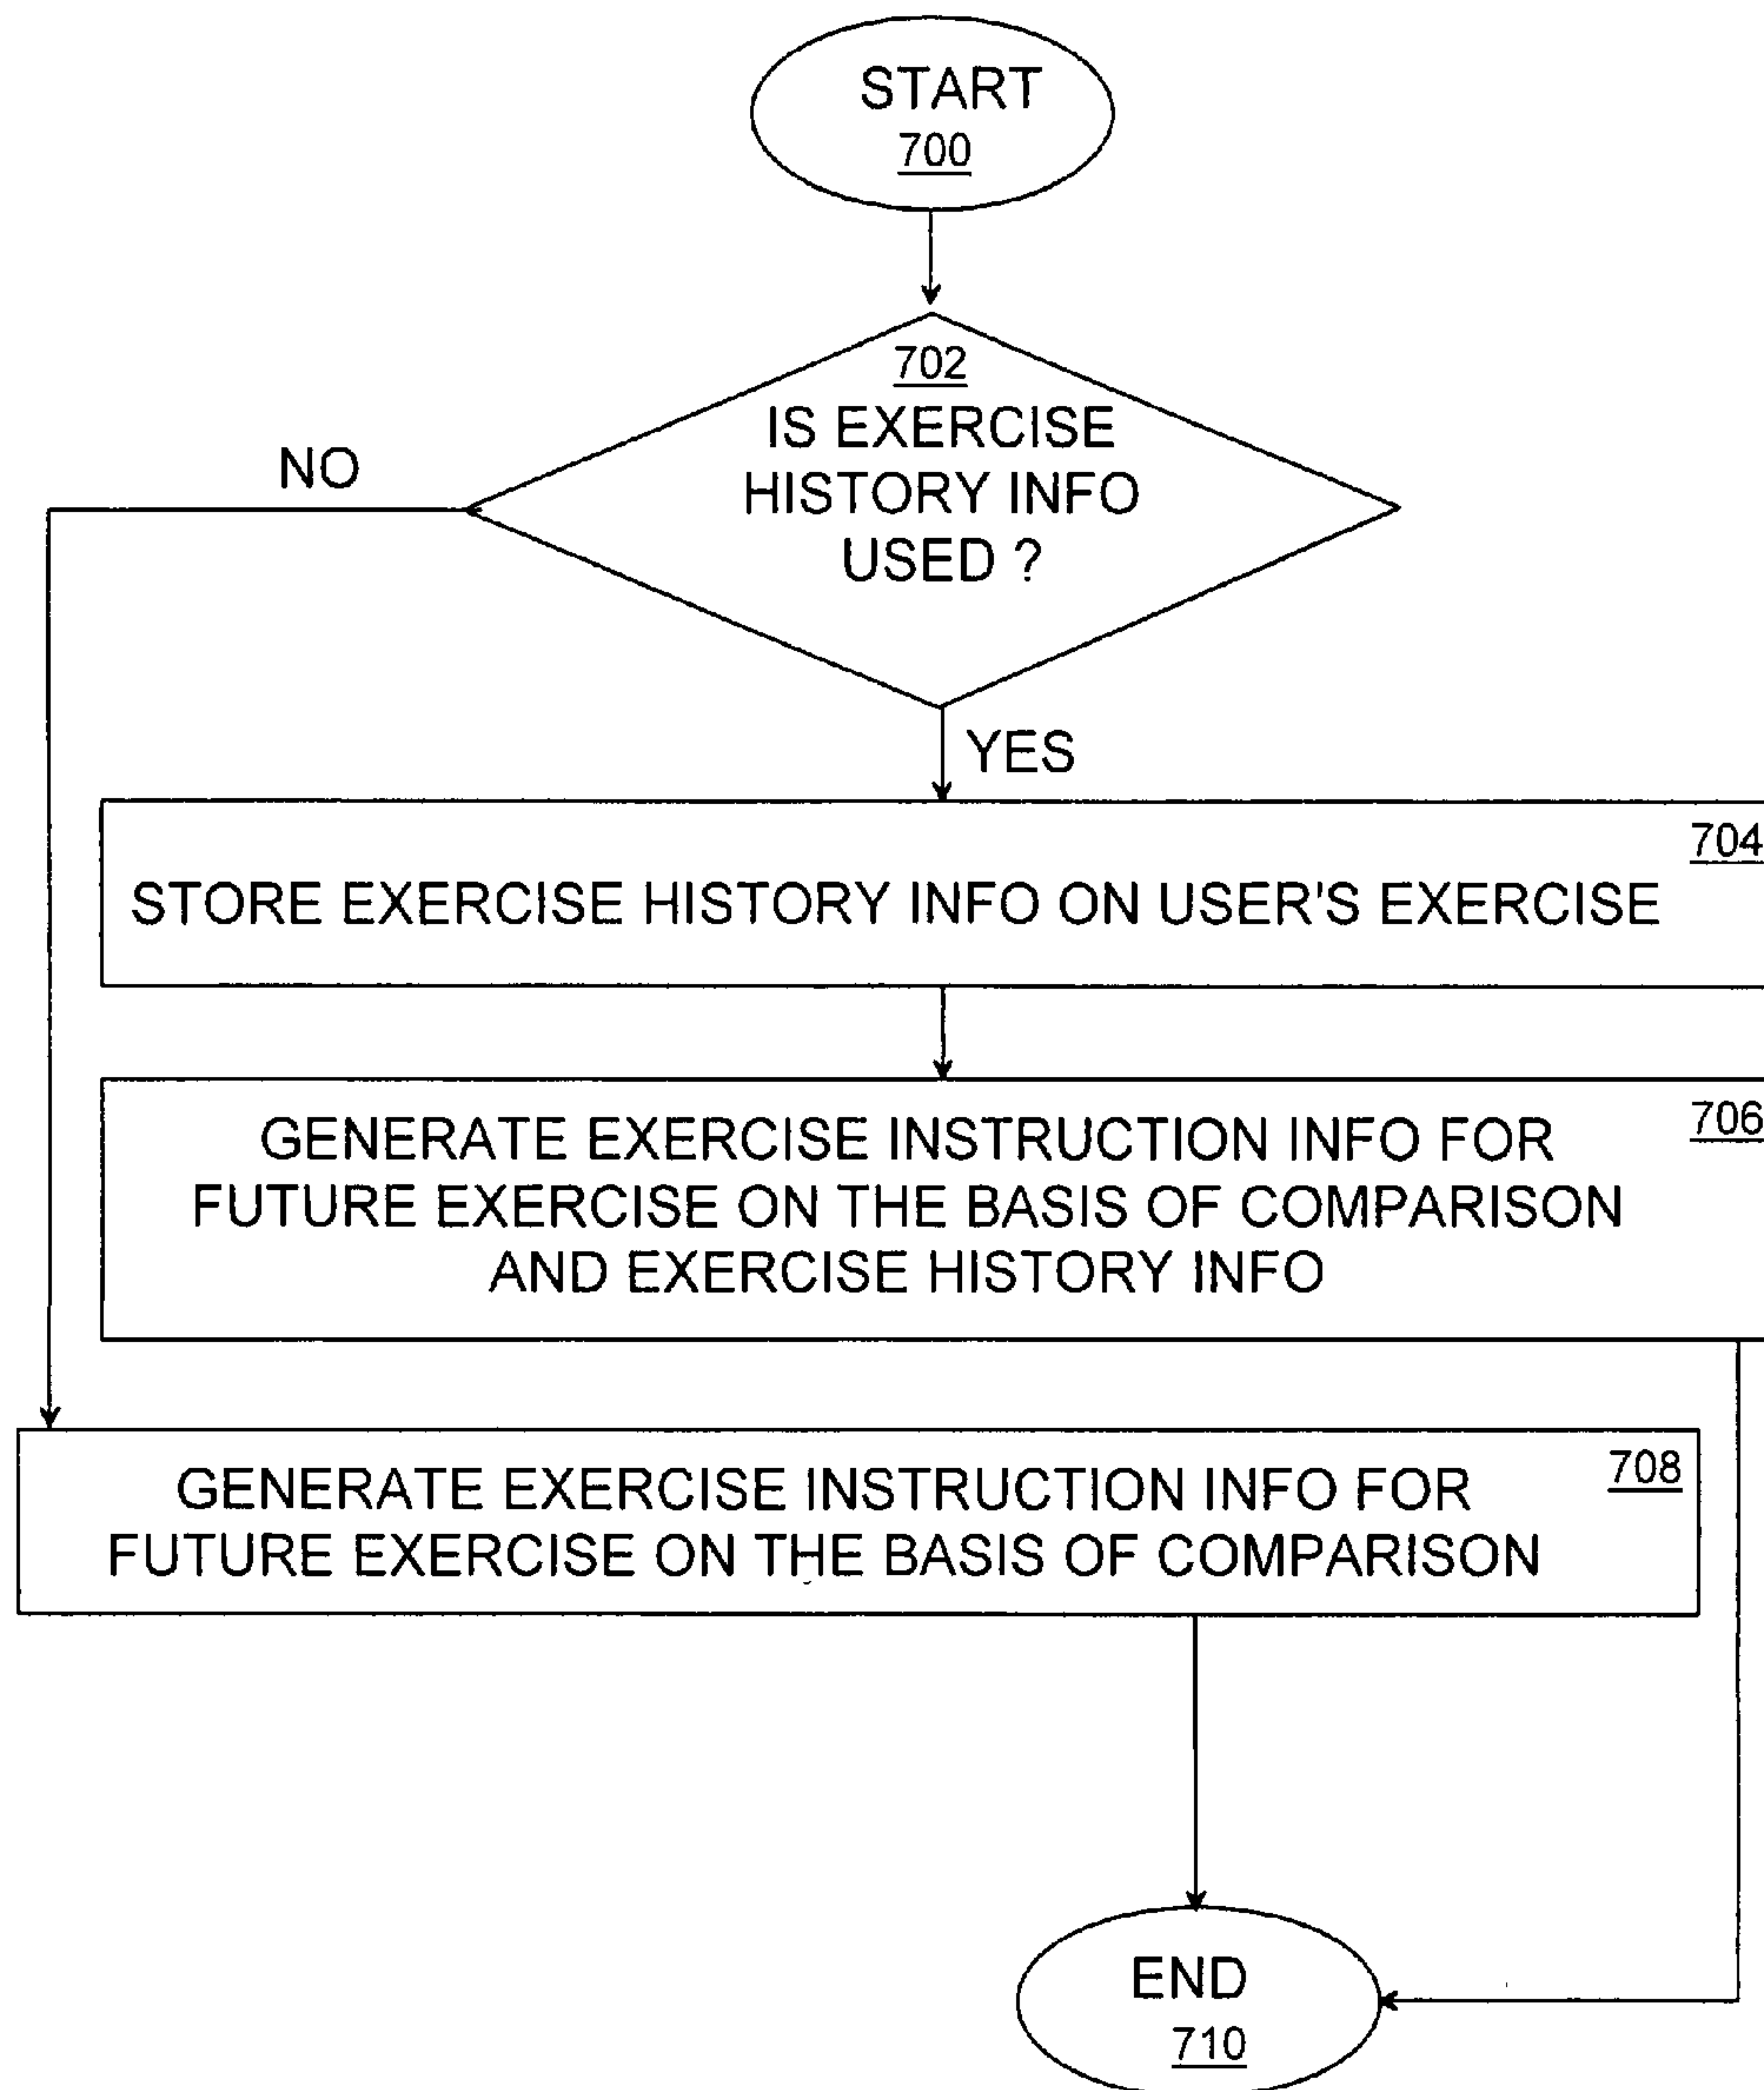 START
700
702
IS EXERCISE
HISTORY INFO
USED ?
NO
YES
704
STORE EXERCISE HISTORY INFO ON USER'S EXERCISE
706
GENERATE EXERCISE INSTRUCTION INFO FOR
FUTURE EXERCISE ON THE BASIS OF COMPARISON
AND EXERCISE HISTORY INFO
708
GENERATE EXERCISE INSTRUCTION INFO FOR
FUTURE EXERCISE ON THE BASIS OF COMPARISON
END
710